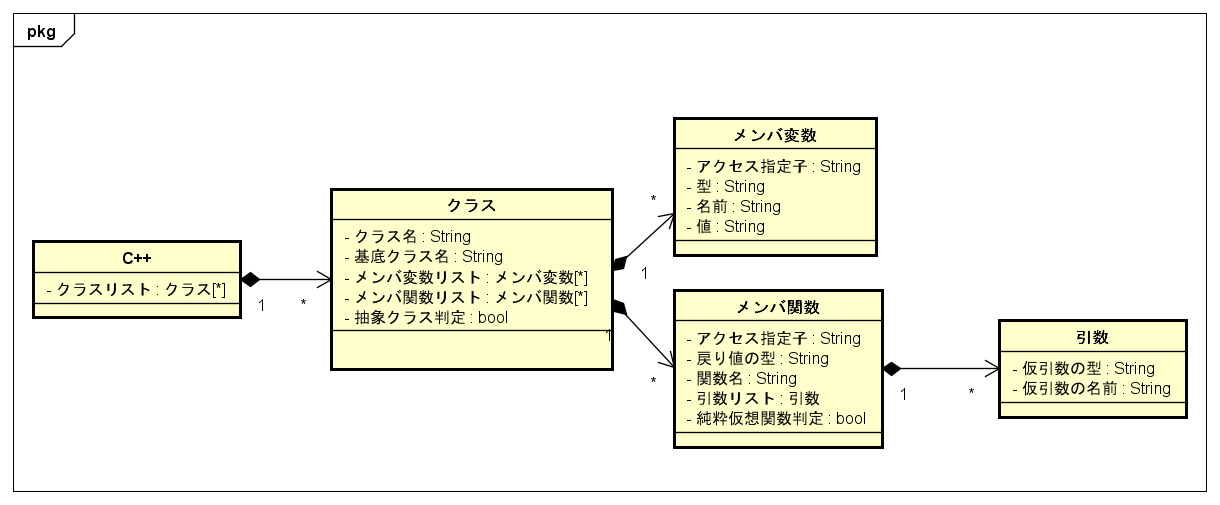 pkg
C++
- クラスリスト : クラス[*]
1
*
クラス
- クラス名 : String
- 基底クラス名 : String
- メンバ変数リスト : メンバ変数[*]
- メンバ関数リスト : メンバ関数[*]
- 抽象クラス判定 : bool
1
*
メンバ変数
- アクセス指定子 : String
- 型 : String
- 名前 : String
- 値 : String
1
*
メンバ関数
- アクセス指定子 : String
- 戻り値の型 : String
- 関数名 : String
- 引数リスト : 引数
- 純粋仮想関数判定 : bool
1
*
引数
- 仮引数の型 : String
- 仮引数の名前 : String